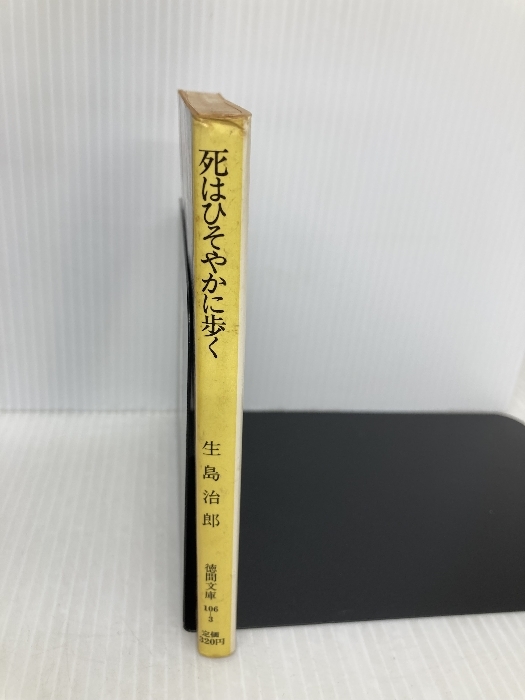 死はひそやかに歩く
生島治郎
徳間文庫
106
3
定価
320円